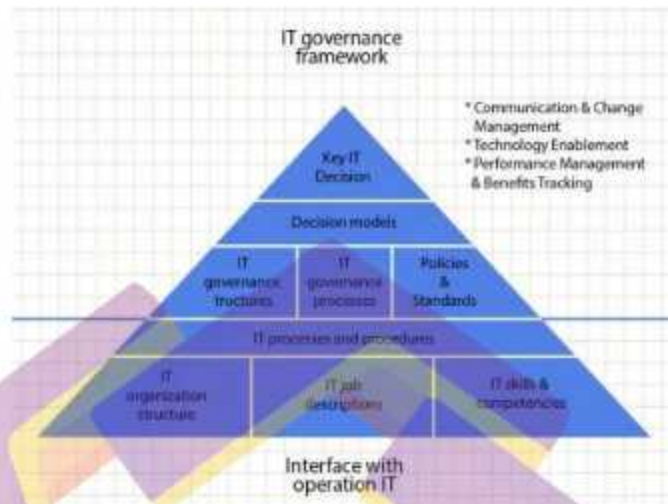 IT governance
framework
* Communication & Change
Management
* Technology Enablement
* Performance Management
& Benefits Tracking
Key IT
Decision
Decision models
IT
governance
tructures
IT
governance
processes
Policies
&
Standards
IT processes and procedures
IT
organization
structure
IT job
descriptions
IT skills &
competencies
Interface with
operation IT